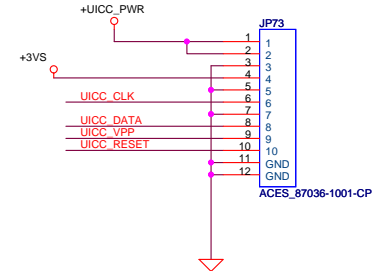 +UICC_PWR
JP73
1 1
2 2
+3VS
3 3
4 4
5 5
UICC_CLK 6 6
7 7
UICC_DATA 8 8
UICC_VPP 9 9
UICC_RESET 10 10
11 GND
12 GND
ACES_87036-1001-CP